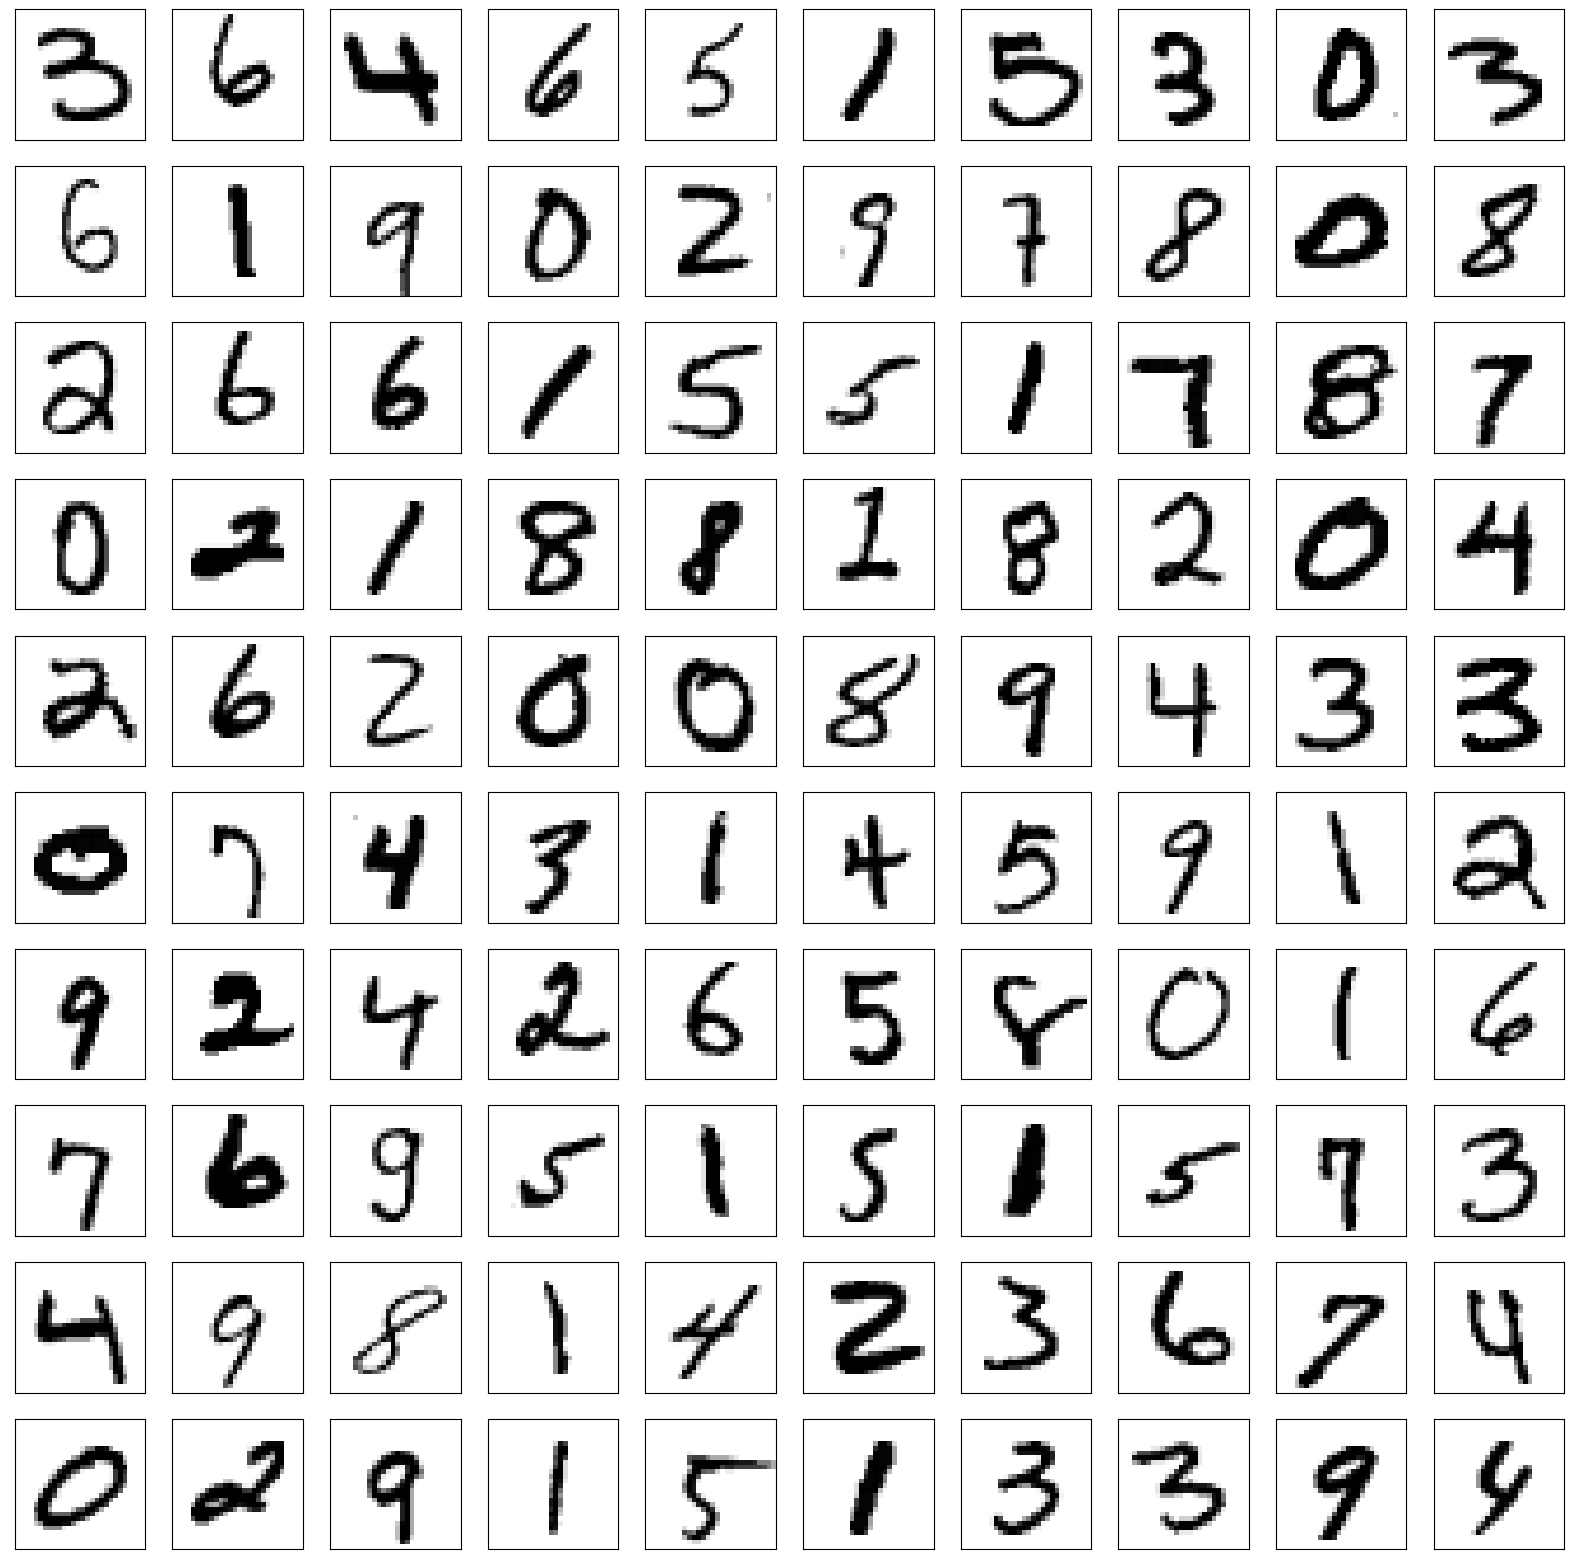 3 6 4 6 5 1 5 3 0 3
6 1 9 0 2 9 7 8 0 8
2 6 6 1 5 5 1 7 8 7
0 2 1 8 8 1 8 2 0 4
2 6 2 0 0 8 9 4 3 3
0 7 4 3 1 4 5 9 1 2
9 2 4 2 6 5 0 1 6
7 6 9 5 1 5 1 5 7 3
4 9 8 1 4 2 3 6 7 4
0 2 9 1 5 1 3 3 9 4